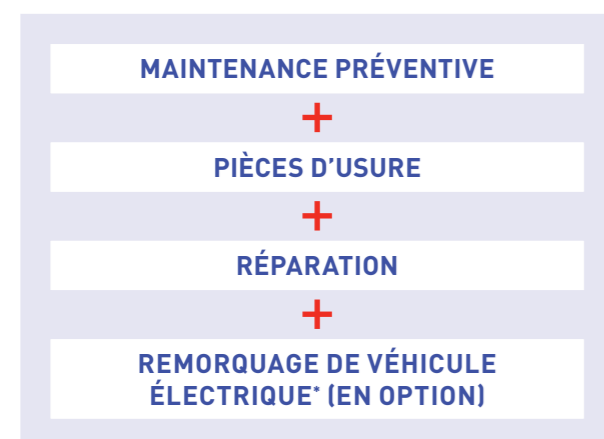 MAINTENANCE PRÉVENTIVE
+
PIÈCES D'USURE
+
RÉPARATION
+
REMORQUAGE DE VÉHICULE
ÉLECTRIQUE* (EN OPTION)